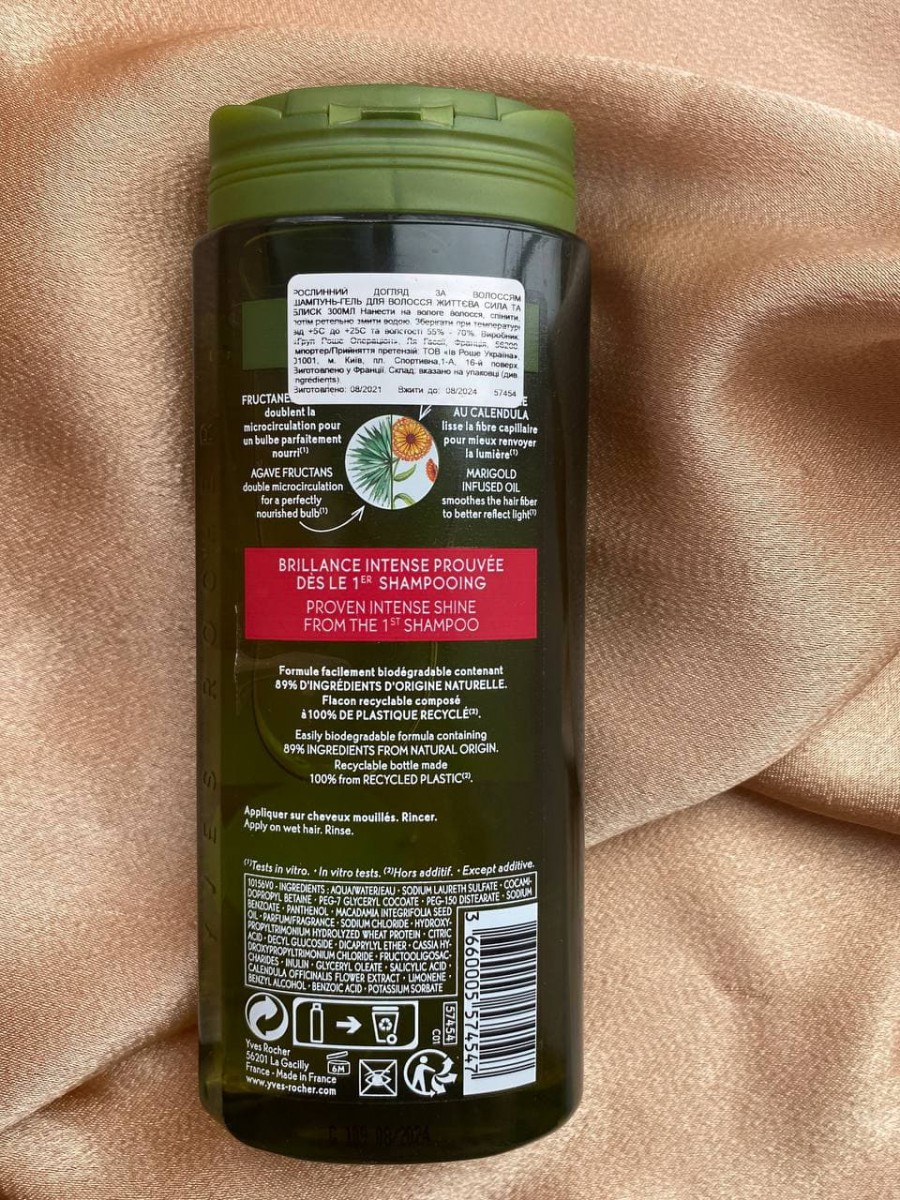 РОСЛИННИЙ ДОГЛЯД ЗА ВОЛОССЯМ
ШАМПУНЬ-ГЕЛЬ ДЛЯ ВОЛОССЯ ЖИТТЄВА СИЛА ТА
БЛИСК 300МЛ Нанести на вологе волосся, спінити,
потім ретельно змити водою. Зберігати при температурі
від +5С до +25С та вологості 55% - 70%. Виробник:
Франція, 56200
Імпортер/Прийняття претензій: ТОВ «Ів Роше Україна»,
01001, м. Київ, пл. Спортивна,1-А, 16-й поверх.
Виготовлено у Франції. Склад: вказано на упаковці (див.
Ingrédients)
Виготовлено: 08/2021 Вжити до: 08/2024 57454
FRUCTANE
doublent la
microcirculation pour
un bulbe parfaitement
nourri(1)
AGAVE FRUCTANS
double microcirculation
for a perfectly
nourished bulb(1)
AU CALENDULA
lisse la fibre capillaire
pour mieux renvoyer
la lumière(1)
MARIGOLD
INFUSED OIL
smoothes the hair fiber
to better reflect light(1)
BRILLANCE INTENSE PROUVÉE
DÈS LE 1ER SHAMPOOING
PROVEN INTENSE SHINE
FROM THE 1ST SHAMPOO
Formule facilement biodégradable contenant
89% D'INGRÉDIENTS D'ORIGINE NATURELLE.
Flacon recyclable composé
à 100% DE PLASTIQUE RECYCLÉ(2).
Easily biodegradable formula containing
89% INGREDIENTS FROM NATURAL ORIGIN.
Recyclable bottle made
100% from RECYCLED PLASTIC(2).
Appliquer sur cheveux mouillés. Rincer.
Apply on wet hair. Rinse.
(1)Tests in vitro. • In vitro tests. (2)Hors additif. • Except additive.
10156V0 - INGREDIENTS : AQUA/WATER/EAU • SODIUM LAURETH SULFATE • COCAMI-
DOPROPYL BETAINE • PEG-7 GLYCERYL COCOATE • PEG-150 DISTEARATE • SODIUM
BENZOATE • PANTHENOL • MACADAMIA INTEGRIFOLIA SEED
OIL • PARFUM/FRAGRANCE • SODIUM CHLORIDE • HYDROXY-
PROPYLTRIMONIUM HYDROLYZED WHEAT PROTEIN • CITRIC
ACID • DECYL GLUCOSIDE • DICAPRYLYL ETHER • CASSIA HY-
DROXYPROPYLTRIMONIUM CHLORIDE • FRUCTOOLIGOSAC-
CHARIDES • INULIN • GLYCERYL OLEATE • SALICYLIC ACID •
CALENDULA OFFICINALIS FLOWER EXTRACT • LIMONENE •
BENZYL ALCOHOL • BENZOIC ACID • POTASSIUM SORBATE
3 660005 574547
57454
C01
Yves Rocher
56201 La Gacilly
France - Made in France
www.yves-rocher.com
6M
YVES ROCHER
08/2024